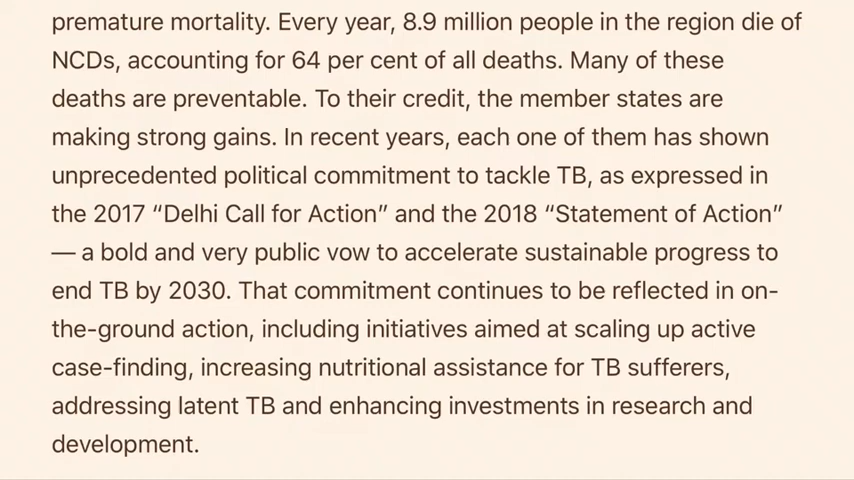 premature mortality. Every year, 8.9 million people in the region die of
NCDs, accounting for 64 per cent of all deaths. Many of these
deaths are preventable. To their credit, the member states are
making strong gains. In recent years, each one of them has shown
unprecedented political commitment to tackle TB, as expressed in
the 2017 “Delhi Call for Action” and the 2018 “Statement of Action”
— a bold and very public vow to accelerate sustainable progress to
end TB by 2030. That commitment continues to be reflected in on-
the-ground action, including initiatives aimed at scaling up active
case-finding, increasing nutritional assistance for TB sufferers,
addressing latent TB and enhancing investments in research and
development.